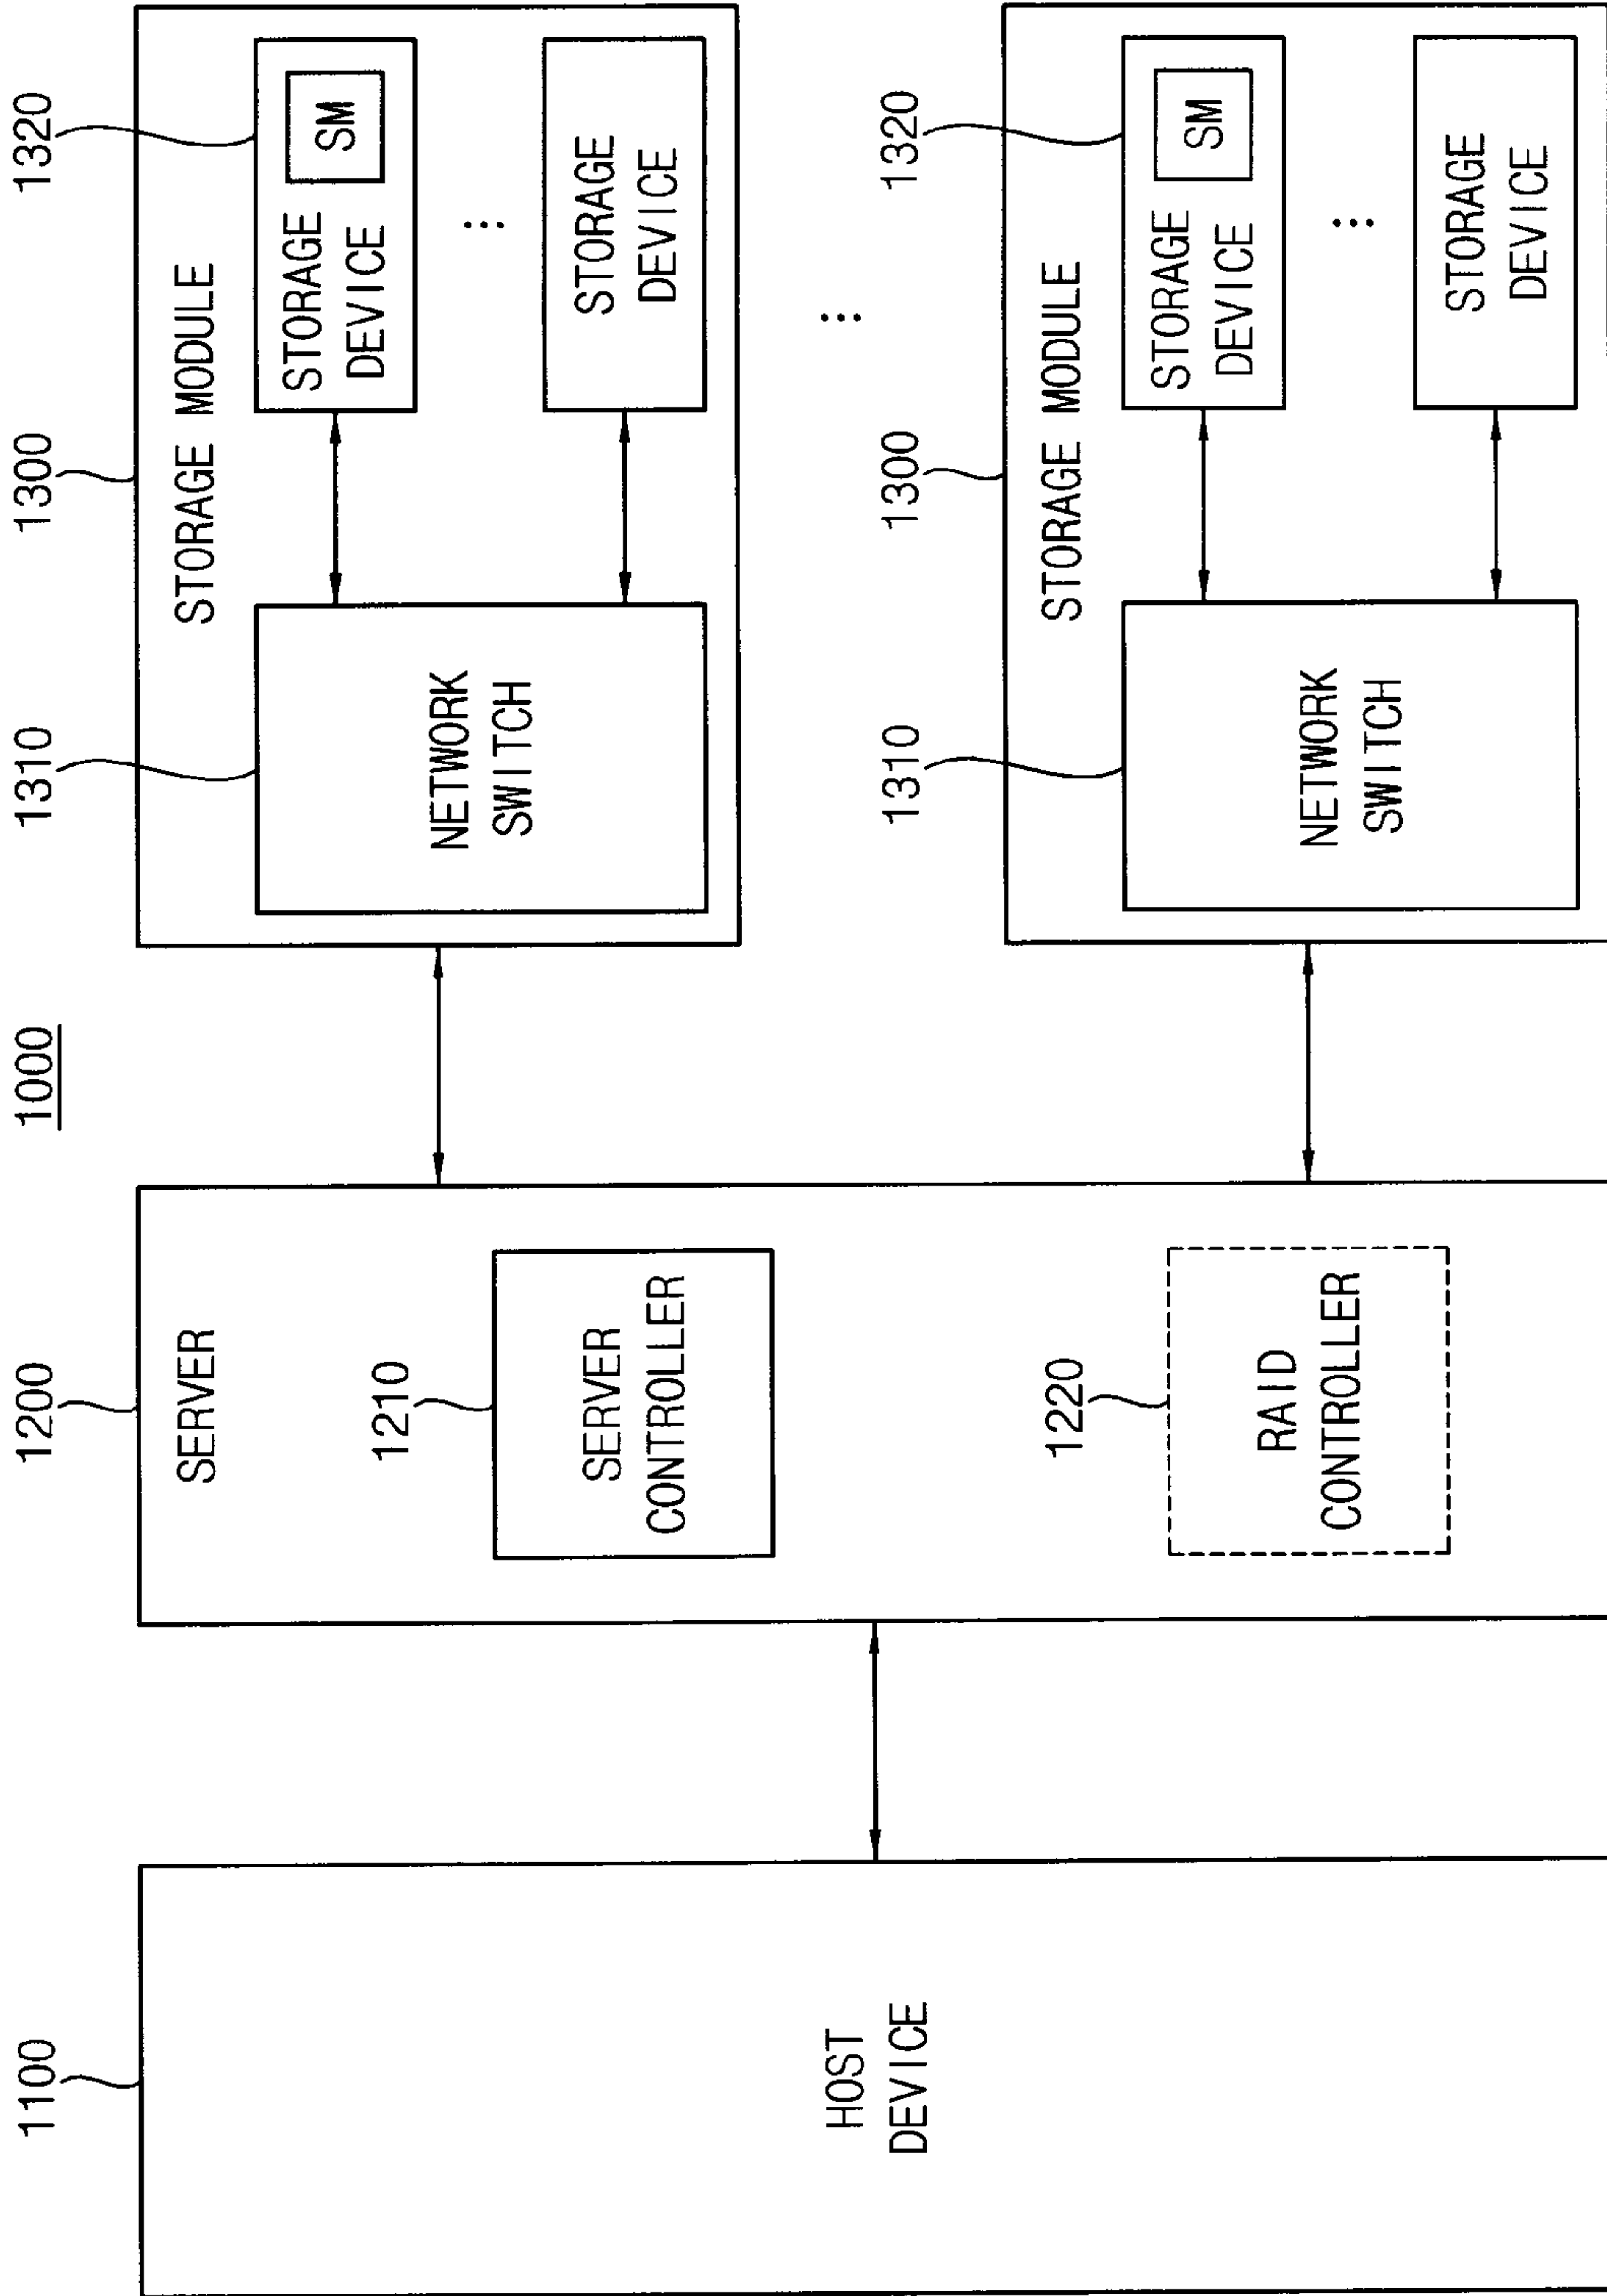 1000
1100
HOST
DEVICE
1200
SERVER
1210
SERVER
CONTROLLER
1220
RAID
CONTROLLER
1300
STORAGE MODULE
1310
NETWORK
SWITCH
1320
STORAGE
DEVICE
SM
...
STORAGE
DEVICE
...
1300
STORAGE MODULE
1310
NETWORK
SWITCH
1320
STORAGE
DEVICE
SM
...
STORAGE
DEVICE